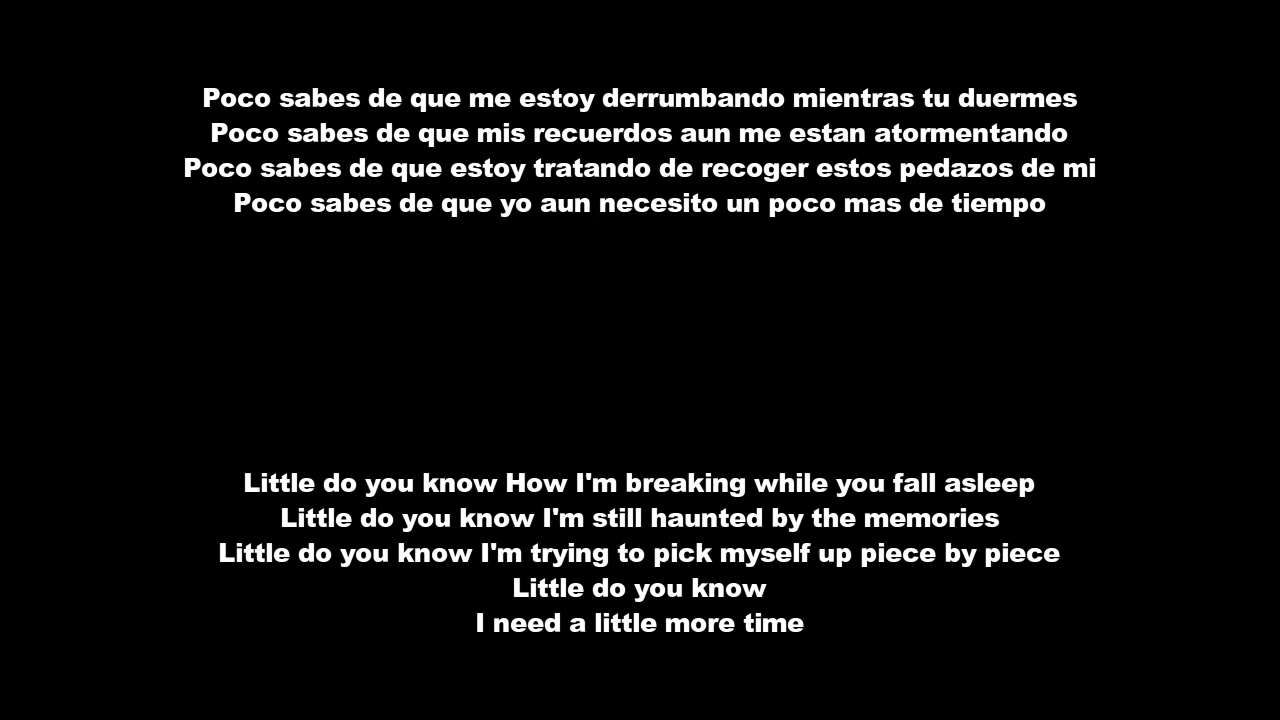 Poco sabes de que me estoy derrumbando mientras tu duermes
Poco sabes de que mis recuerdos aun me estan atormentando
Poco sabes de que estoy tratando de recoger estos pedazos de mi
Poco sabes de que yo aun necesito un poco mas de tiempo
Little do you know How I'm breaking while you fall asleep
Little do you know I'm still haunted by the memories
Little do you know I'm trying to pick myself up piece by piece
Little do you know
I need a little more time